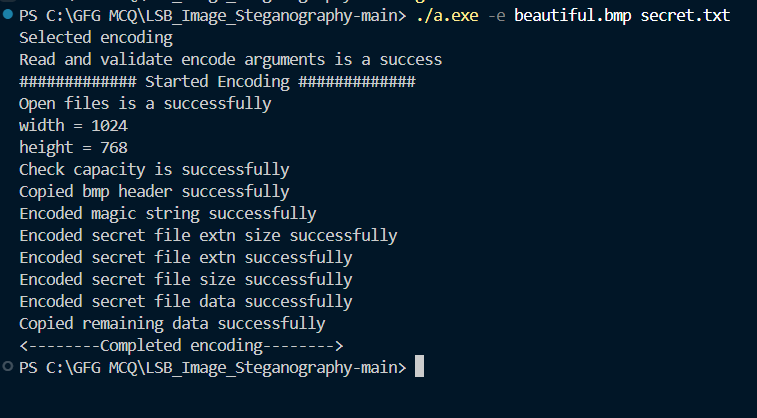 PS C:\GFG MCQ\LSB_Image_Steganography-main> ./a.exe -e beautiful.bmp secret.txt
Selected encoding
Read and validate encode arguments is a success
############# Started Encoding #############
Open files is a successfully
width = 1024
height = 768
Check capacity is successfully
Copied bmp header successfully
Encoded magic string successfully
Encoded secret file extn size successfully
Encoded secret file extn successfully
Encoded secret file size successfully
Encoded secret file data successfully
Copied remaining data successfully
<--------Completed encoding-------->
PS C:\GFG MCQ\LSB_Image_Steganography-main>